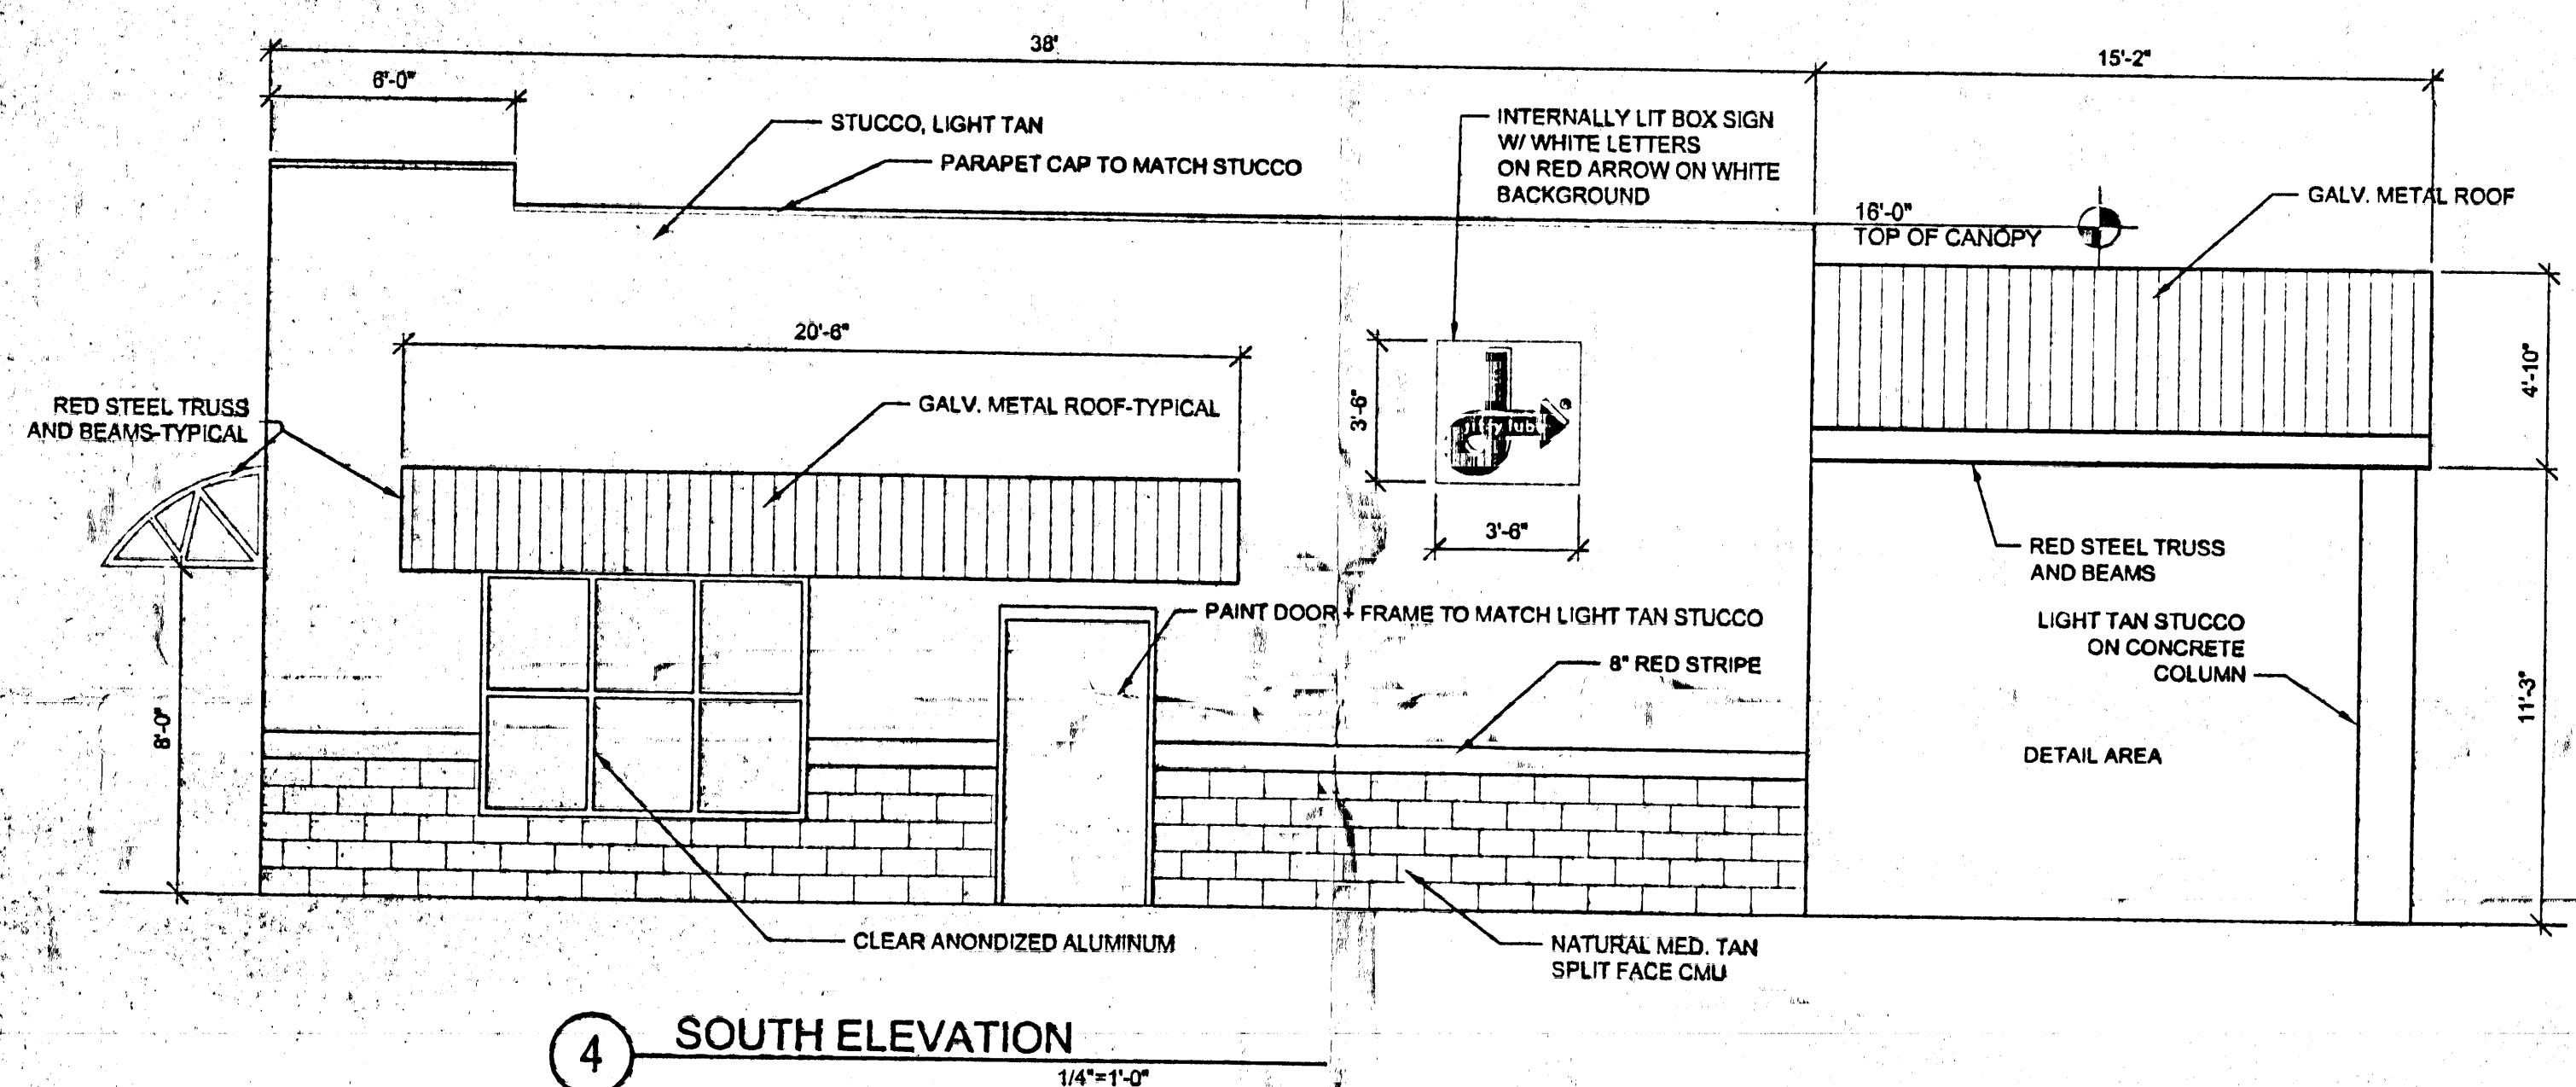 38'
15'-2"
6'-0"
STUCCO, LIGHT TAN
PARAPET CAP TO MATCH STUCCO
INTERNALLY LIT BOX SIGN
W/ WHITE LETTERS
ON RED ARROW ON WHITE
BACKGROUND
GALV. METAL ROOF
16'-0"
TOP OF CANOPY
20'-6"
3'-6"
4'-10"
RED STEEL TRUSS
AND BEAMS-TYPICAL
GALV. METAL ROOF-TYPICAL
jiffy lube
®
3'-6"
RED STEEL TRUSS
AND BEAMS
PAINT DOOR + FRAME TO MATCH LIGHT TAN STUCCO
LIGHT TAN STUCCO
ON CONCRETE
COLUMN
8" RED STRIPE
8'-0"
11'-3"
DETAIL AREA
CLEAR ANONDIZED ALUMINUM
NATURAL MED. TAN
SPLIT FACE CMU
4
SOUTH ELEVATION
1/4"=1'-0"